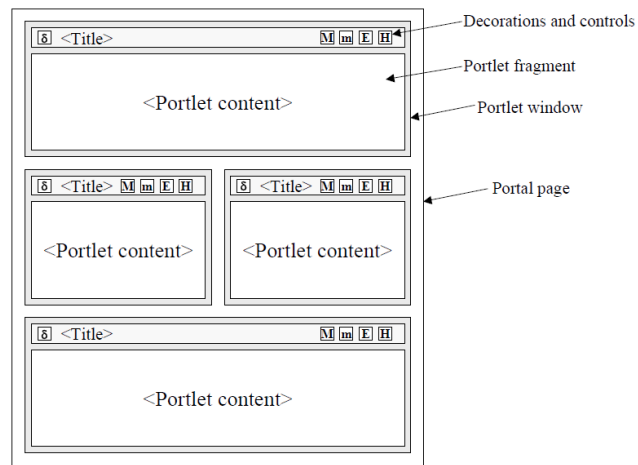 δ <Title> M m E H
Decorations and controls
Portlet fragment
<Portlet content>
Portlet window
δ <Title> M m E H
δ <Title> M m E H
Portal page
<Portlet content>
<Portlet content>
δ <Title> M m E H
<Portlet content>